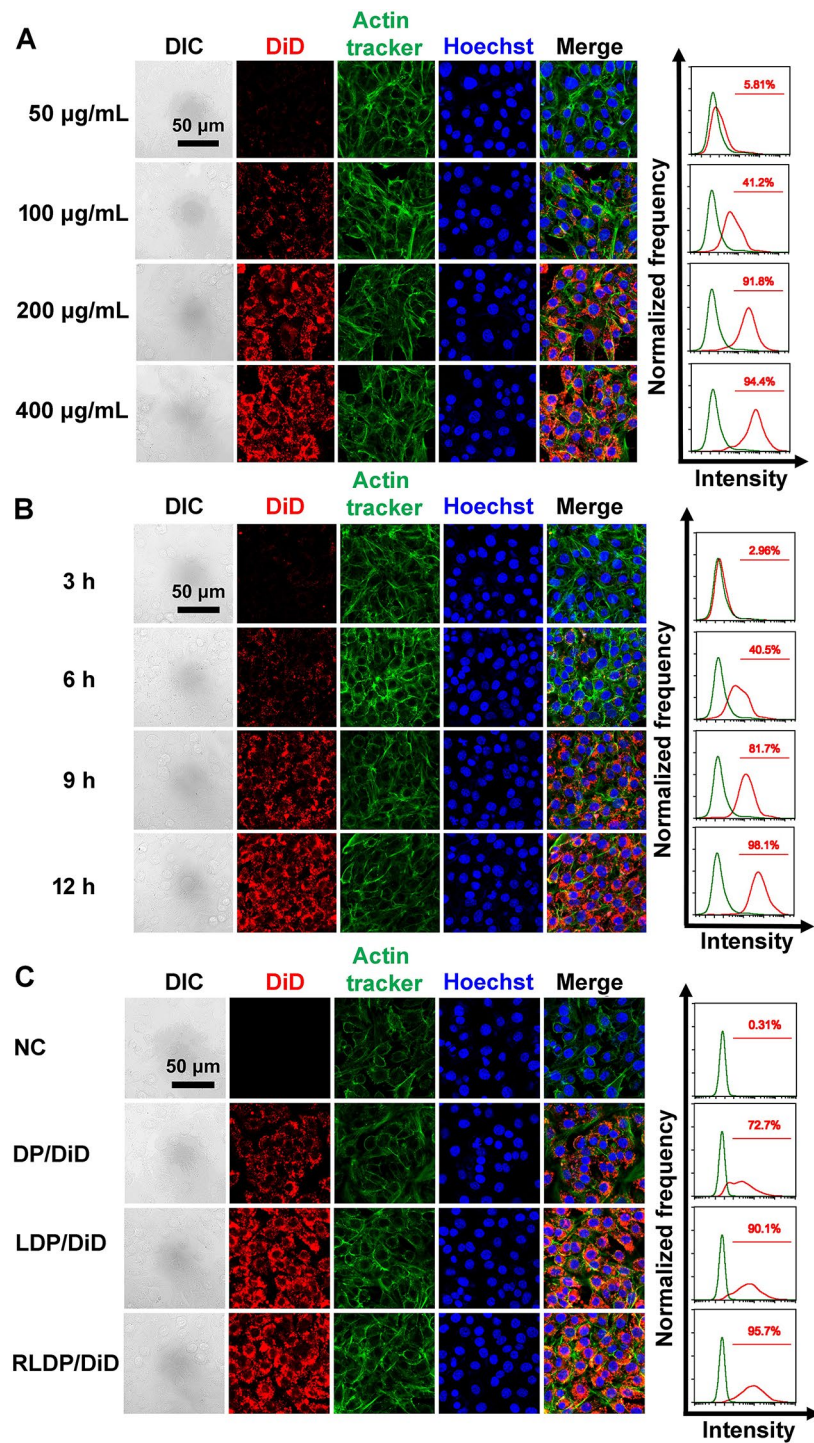 A
DIC
DiD
Actin
tracker
Hoechst
Merge
50 µg/mL
50 µm
100 µg/mL
200 µg/mL
400 µg/mL
Normalized frequency
5.81%
41.2%
91.8%
94.4%
Intensity
B
DIC
DiD
Actin
tracker
Hoechst
Merge
3 h
50 µm
6 h
9 h
12 h
Normalized frequency
2.96%
40.5%
81.7%
98.1%
Intensity
C
DIC
DiD
Actin
tracker
Hoechst
Merge
NC
50 µm
DP/DiD
LDP/DiD
RLDP/DiD
Normalized frequency
0.31%
72.7%
90.1%
95.7%
Intensity